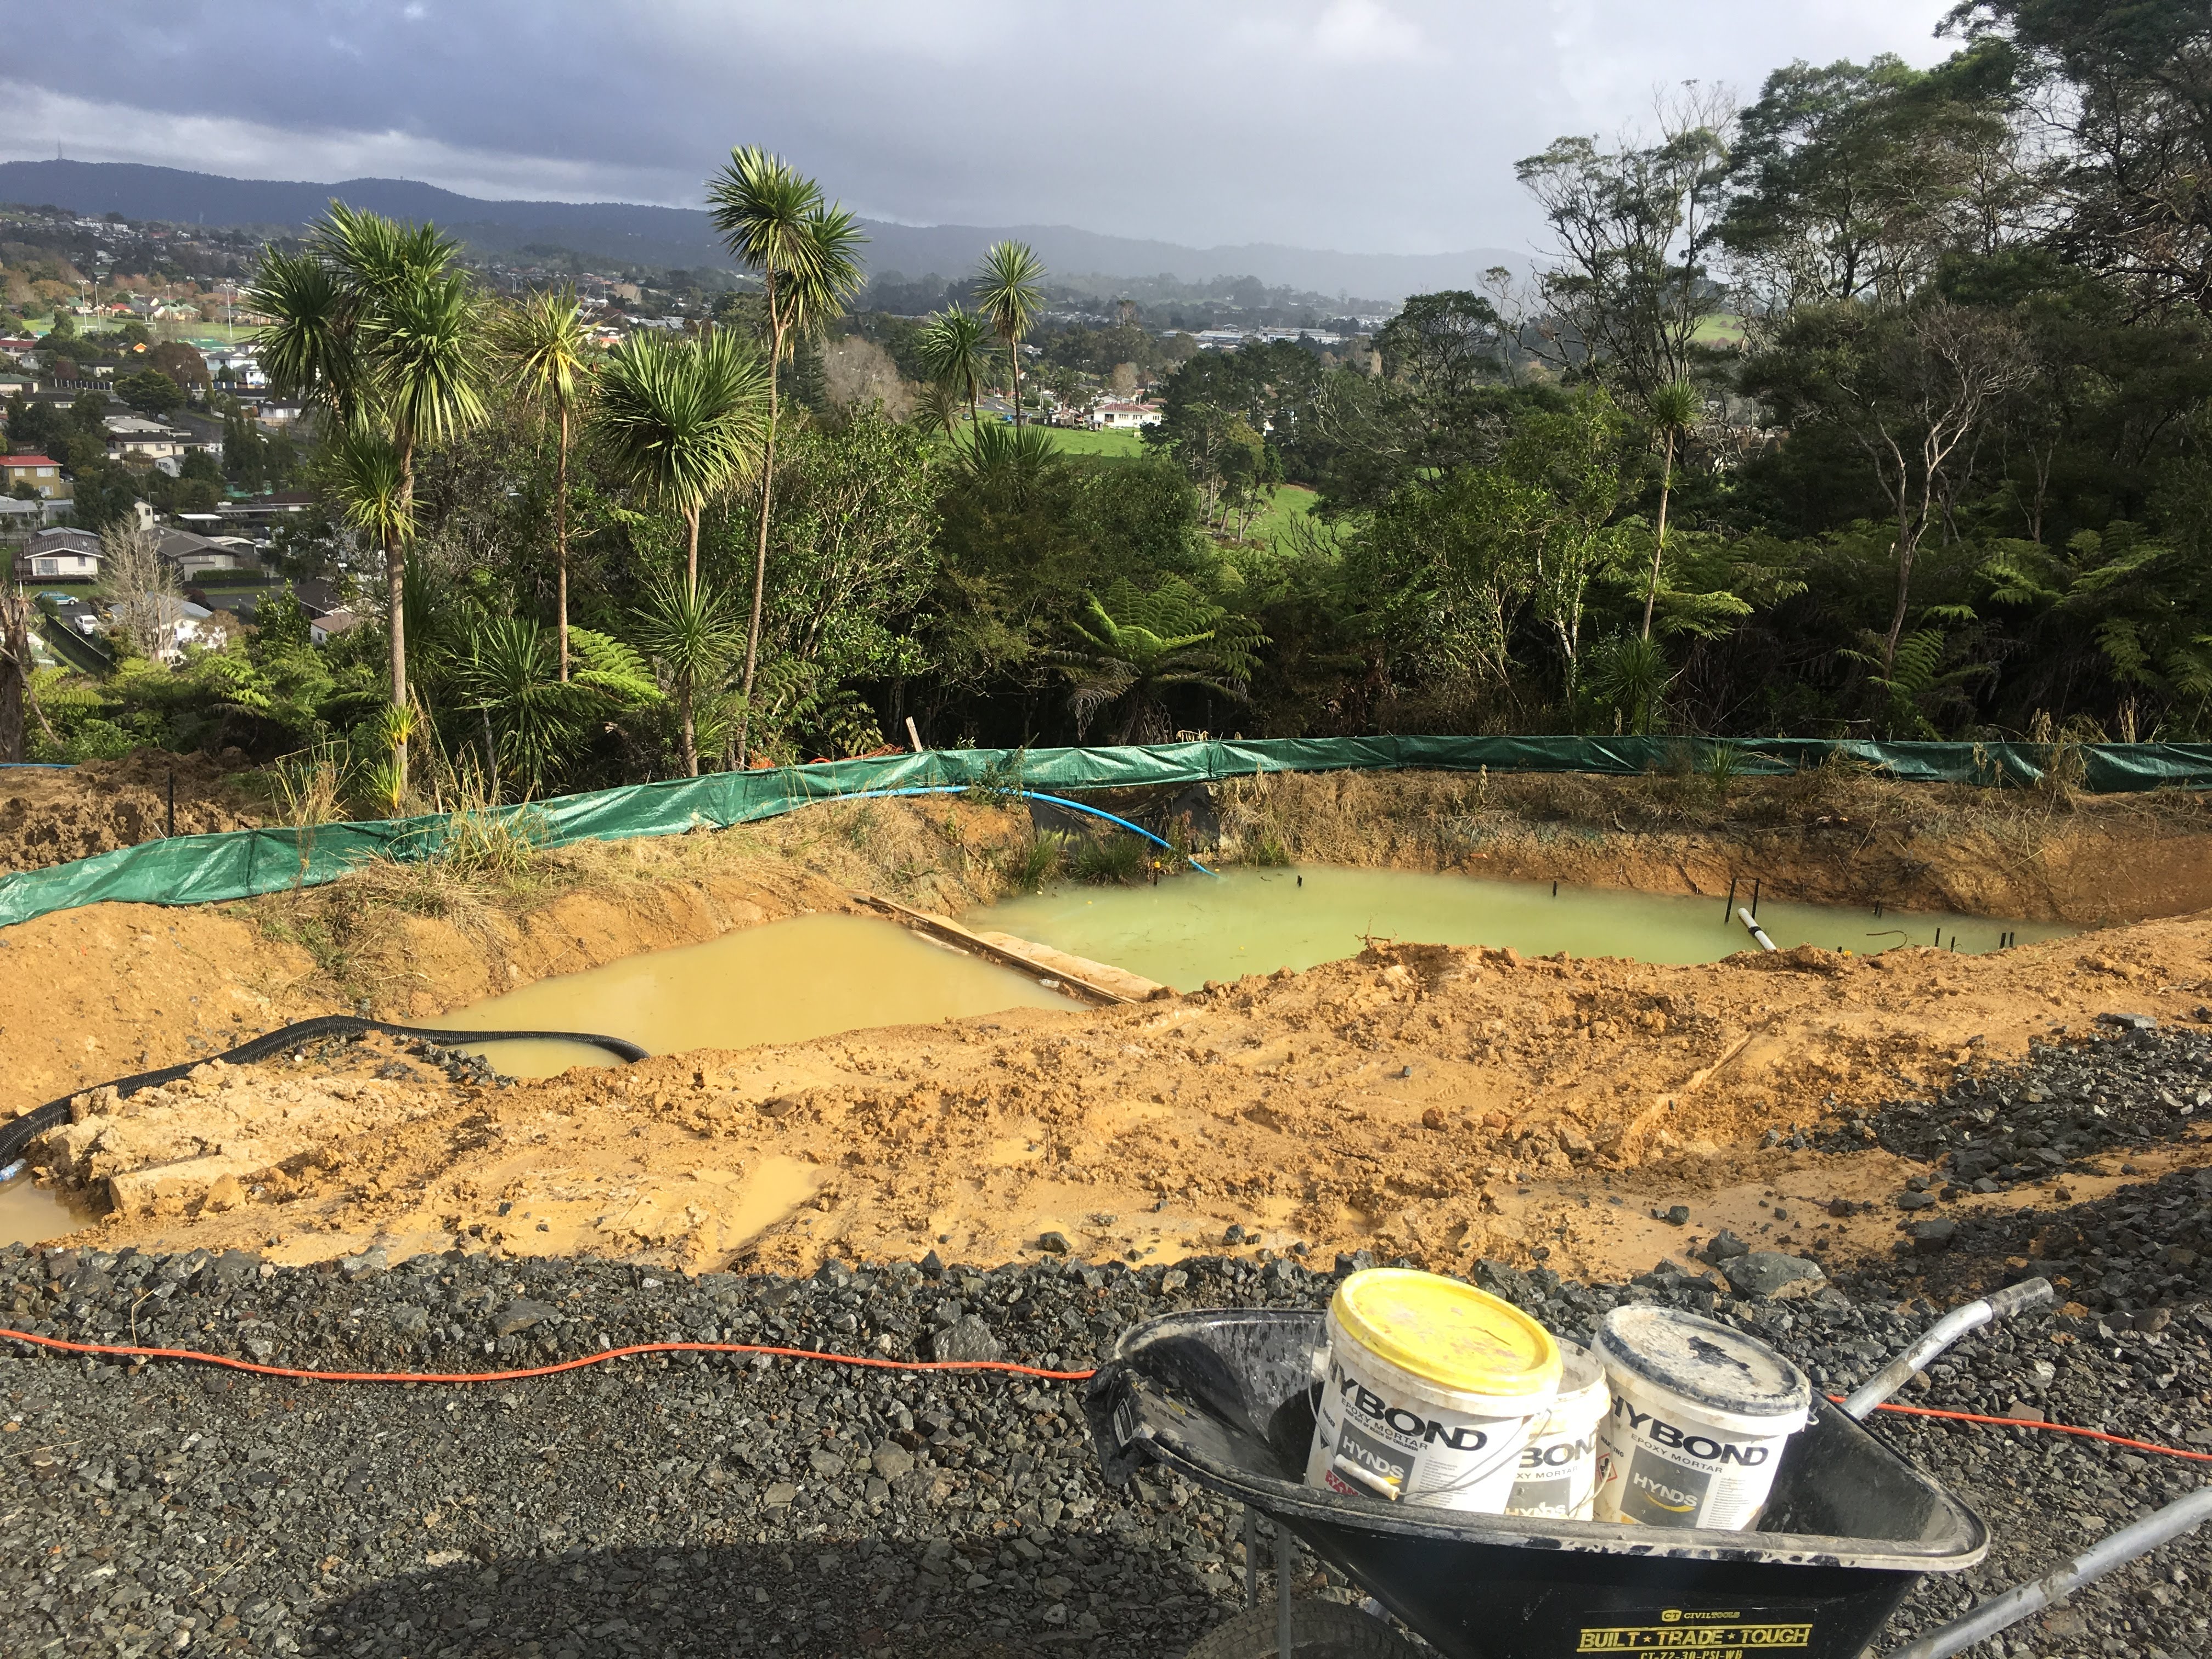 HYBOND
EPOXY MORTAR
HYNDS
BOND
XY MORTAR
HYNDS
HYBOND
EPOXY MORTAR
HYNDS
CT CIVILTOOLS
BUILT ★ TRADE ★ TOUGH
CT-72-30-PSI-WB